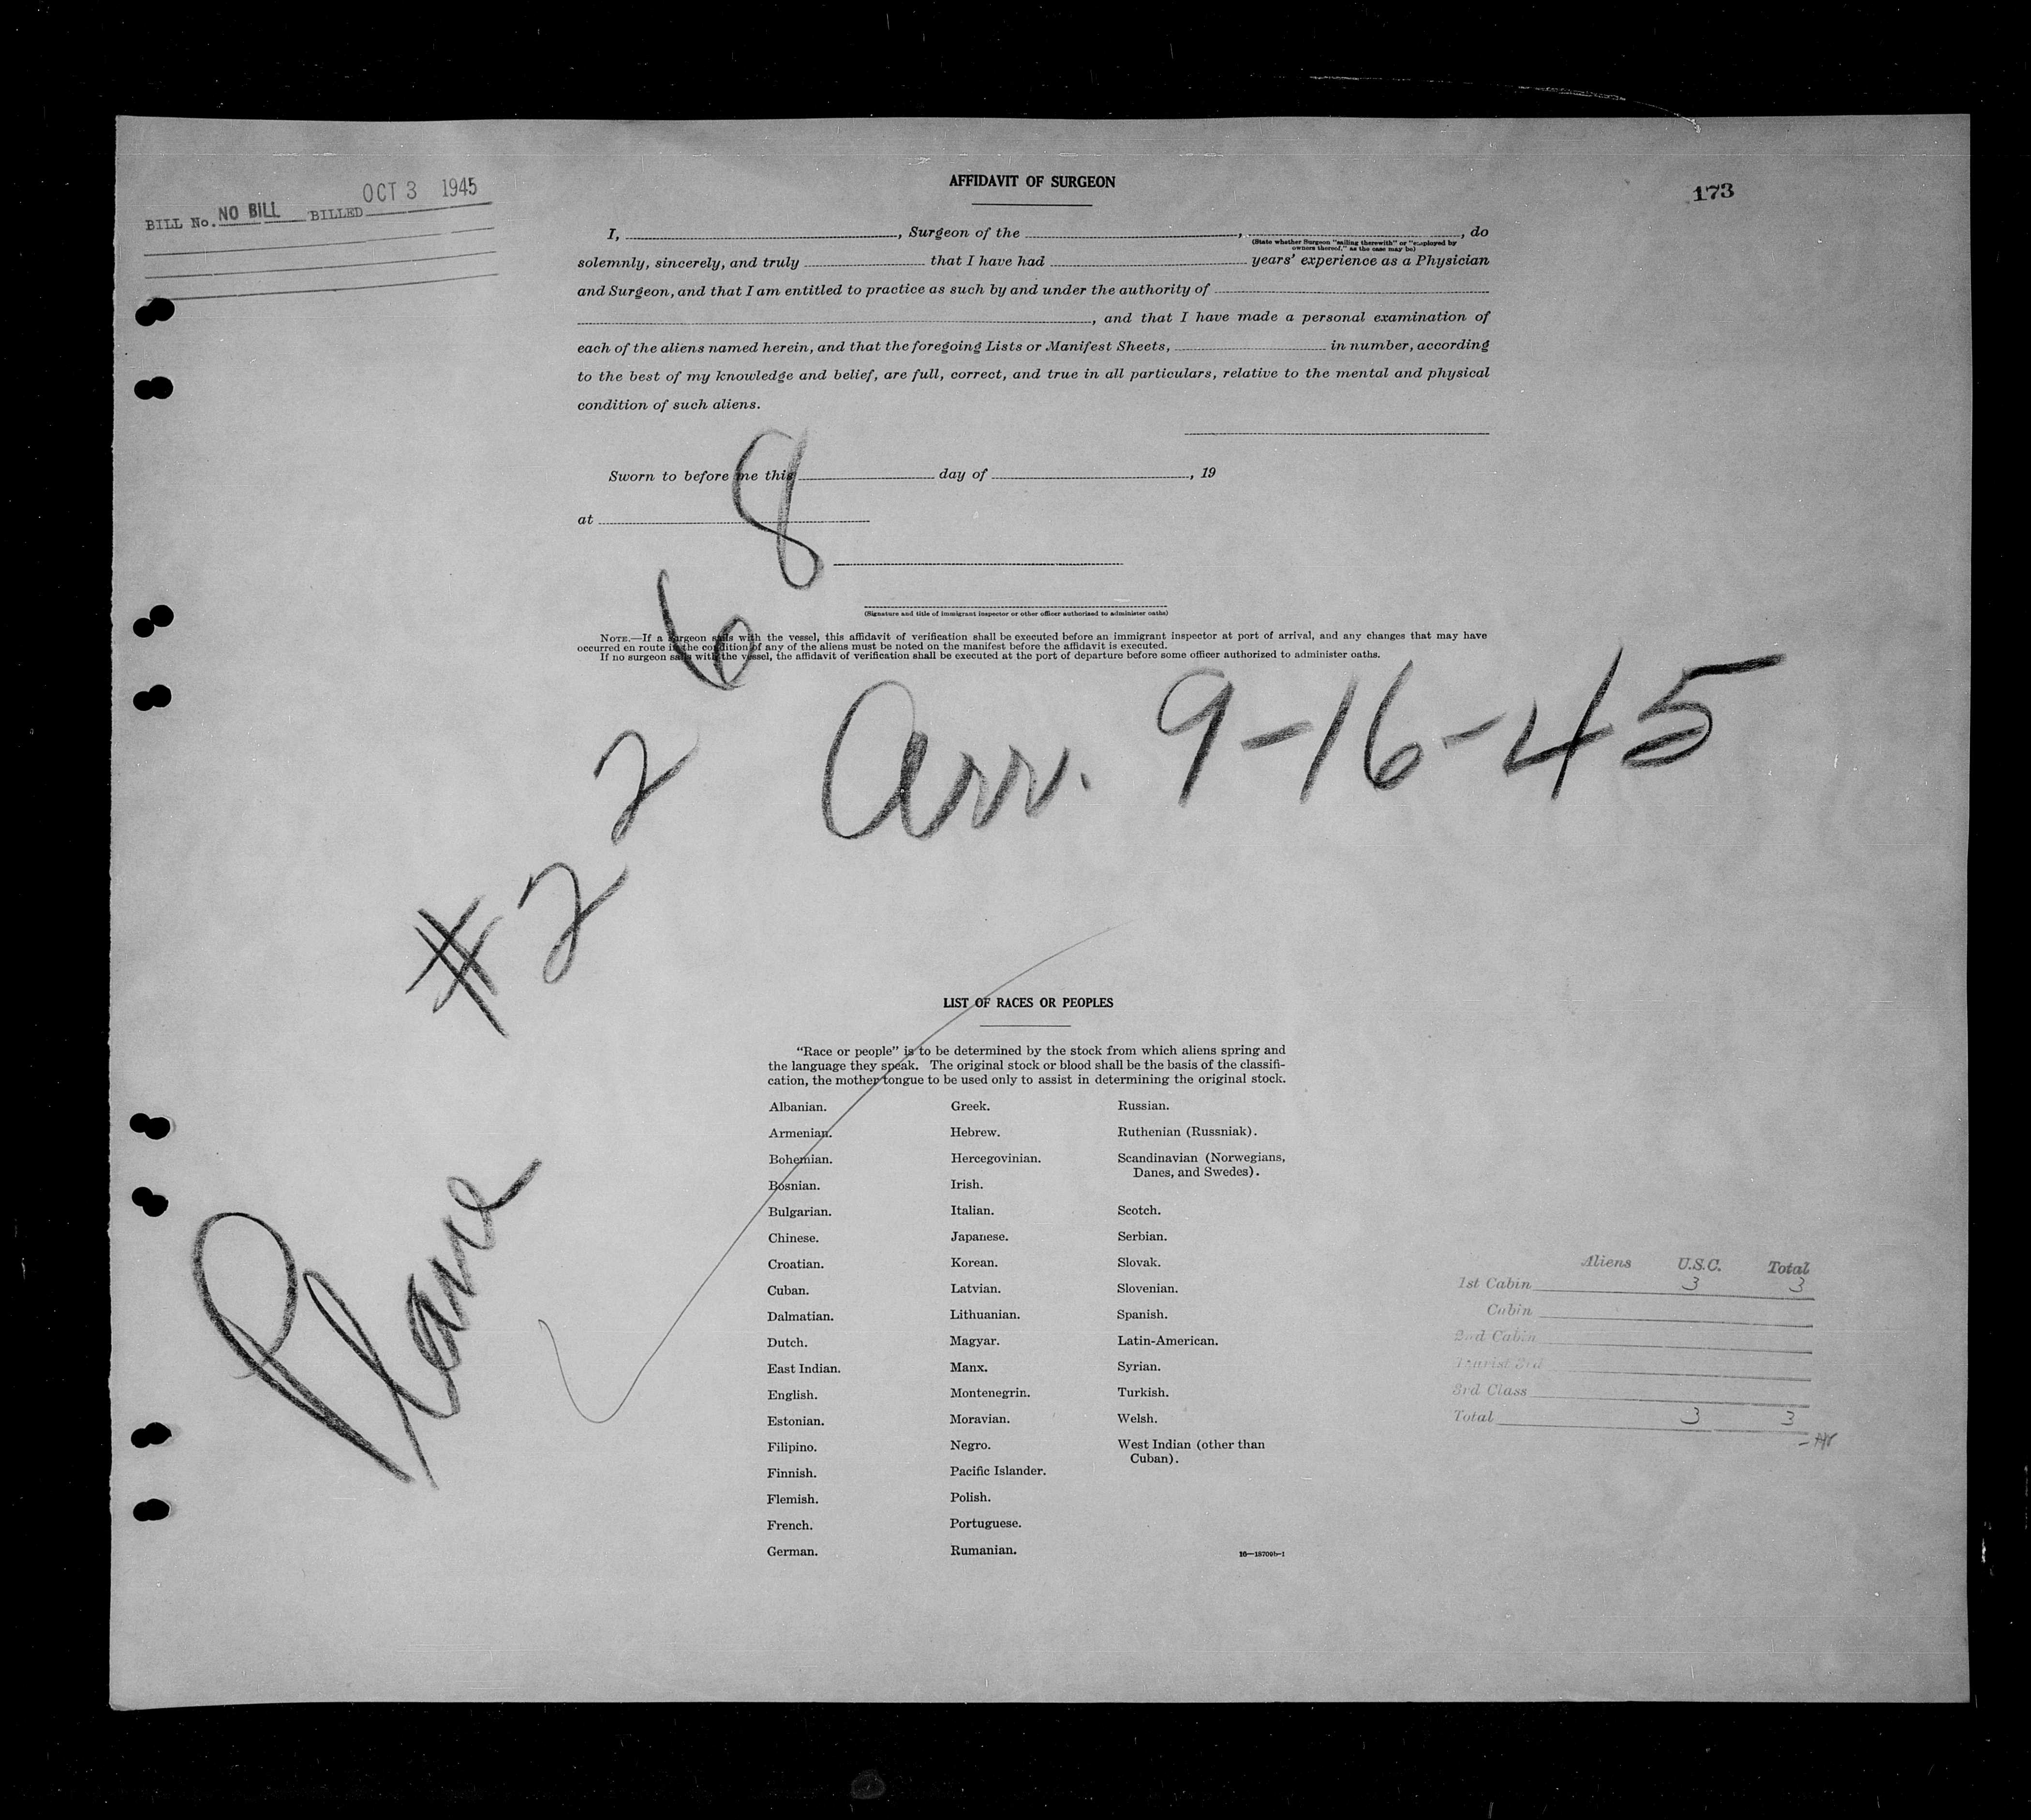 OCT 3 1945
BILL No. NO BILL BILLED
AFFIDAVIT OF SURGEON
173
I, , Surgeon of the , , do
(State whether Surgeon "sailing therewith" or "employed by
owners thereof," as the case may be)
solemnly, sincerely, and truly that I have had years' experience as a Physician
and Surgeon, and that I am entitled to practice as such by and under the authority of
, and that I have made a personal examination of
each of the aliens named herein, and that the foregoing Lists or Manifest Sheets, in number, according
to the best of my knowledge and belief, are full, correct, and true in all particulars, relative to the mental and physical
condition of such aliens.
Sworn to before me this day of , 19
at
(Signature and title of immigrant inspector or other officer authorized to administer oaths)
NOTE.—If a surgeon sails with the vessel, this affidavit of verification shall be executed before an immigrant inspector at port of arrival, and any changes that may have
occurred en route in the condition of any of the aliens must be noted on the manifest before the affidavit is executed.
If no surgeon sails with the vessel, the affidavit of verification shall be executed at the port of departure before some officer authorized to administer oaths.
Plane #2268
Arr. 9-16-45
LIST OF RACES OR PEOPLES
"Race or people" is to be determined by the stock from which aliens spring and
the language they speak. The original stock or blood shall be the basis of the classifi-
cation, the mother tongue to be used only to assist in determining the original stock.
Albanian.
Armenian.
Bohemian.
Bosnian.
Bulgarian.
Chinese.
Croatian.
Cuban.
Dalmatian.
Dutch.
East Indian.
English.
Estonian.
Filipino.
Finnish.
Flemish.
French.
German.
Greek.
Hebrew.
Hercegovinian.
Irish.
Italian.
Japanese.
Korean.
Latvian.
Lithuanian.
Magyar.
Manx.
Montenegrin.
Moravian.
Negro.
Pacific Islander.
Polish.
Portuguese.
Rumanian.
Russian.
Ruthenian (Russniak).
Scandinavian (Norwegians,
Danes, and Swedes).
Scotch.
Serbian.
Slovak.
Slovenian.
Spanish.
Latin-American.
Syrian.
Turkish.
Welsh.
West Indian (other than
Cuban).
16—18709b-1
Aliens U.S.C. Total
1st Cabin 3 3
Cabin
2nd Cabin
Tourist 3rd
3rd Class
Total 3 3